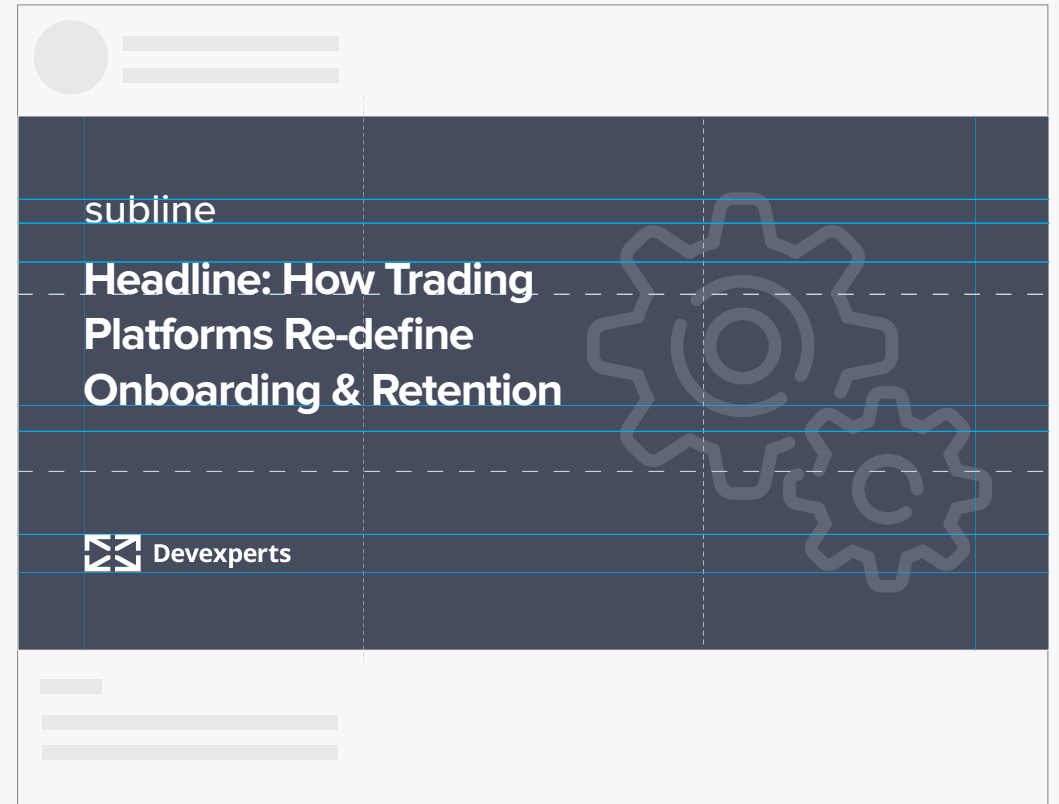 subline
Headline: How Trading
Platforms Re-define
Onboarding & Retention
Devexperts